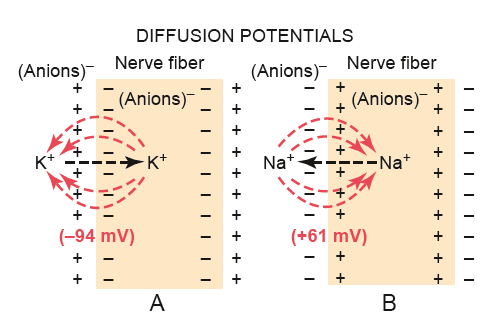 DIFFUSION POTENTIALS
(Anions)– Nerve fiber
(Anions)–
K+ K+
(–94 mV)
A
(Anions)– Nerve fiber
(Anions)–
Na+ Na+
(+61 mV)
B